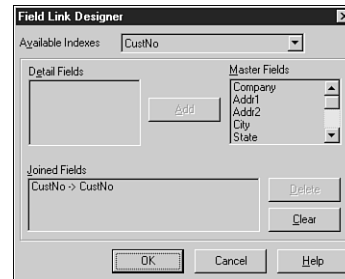 Field Link Designer
Available Indexes CustNo
Detail Fields
Master Fields
Add
Company
Addr1
Addr2
City
State
Joined Fields
CustNo -> CustNo
Delete
Clear
OK Cancel Help